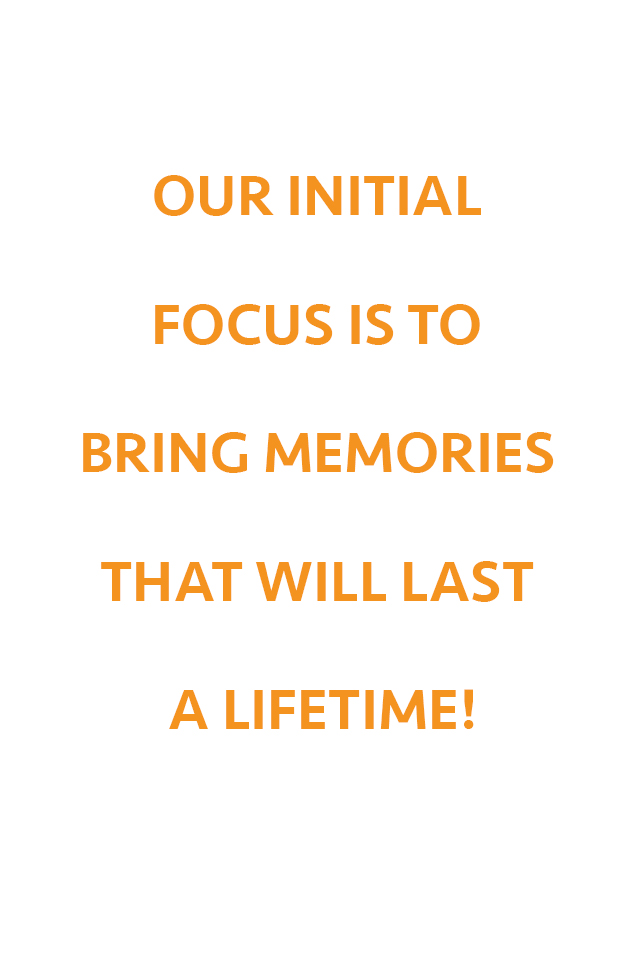 OUR INITIAL
FOCUS IS TO
BRING MEMORIES
THAT WILL LAST
A LIFETIME!